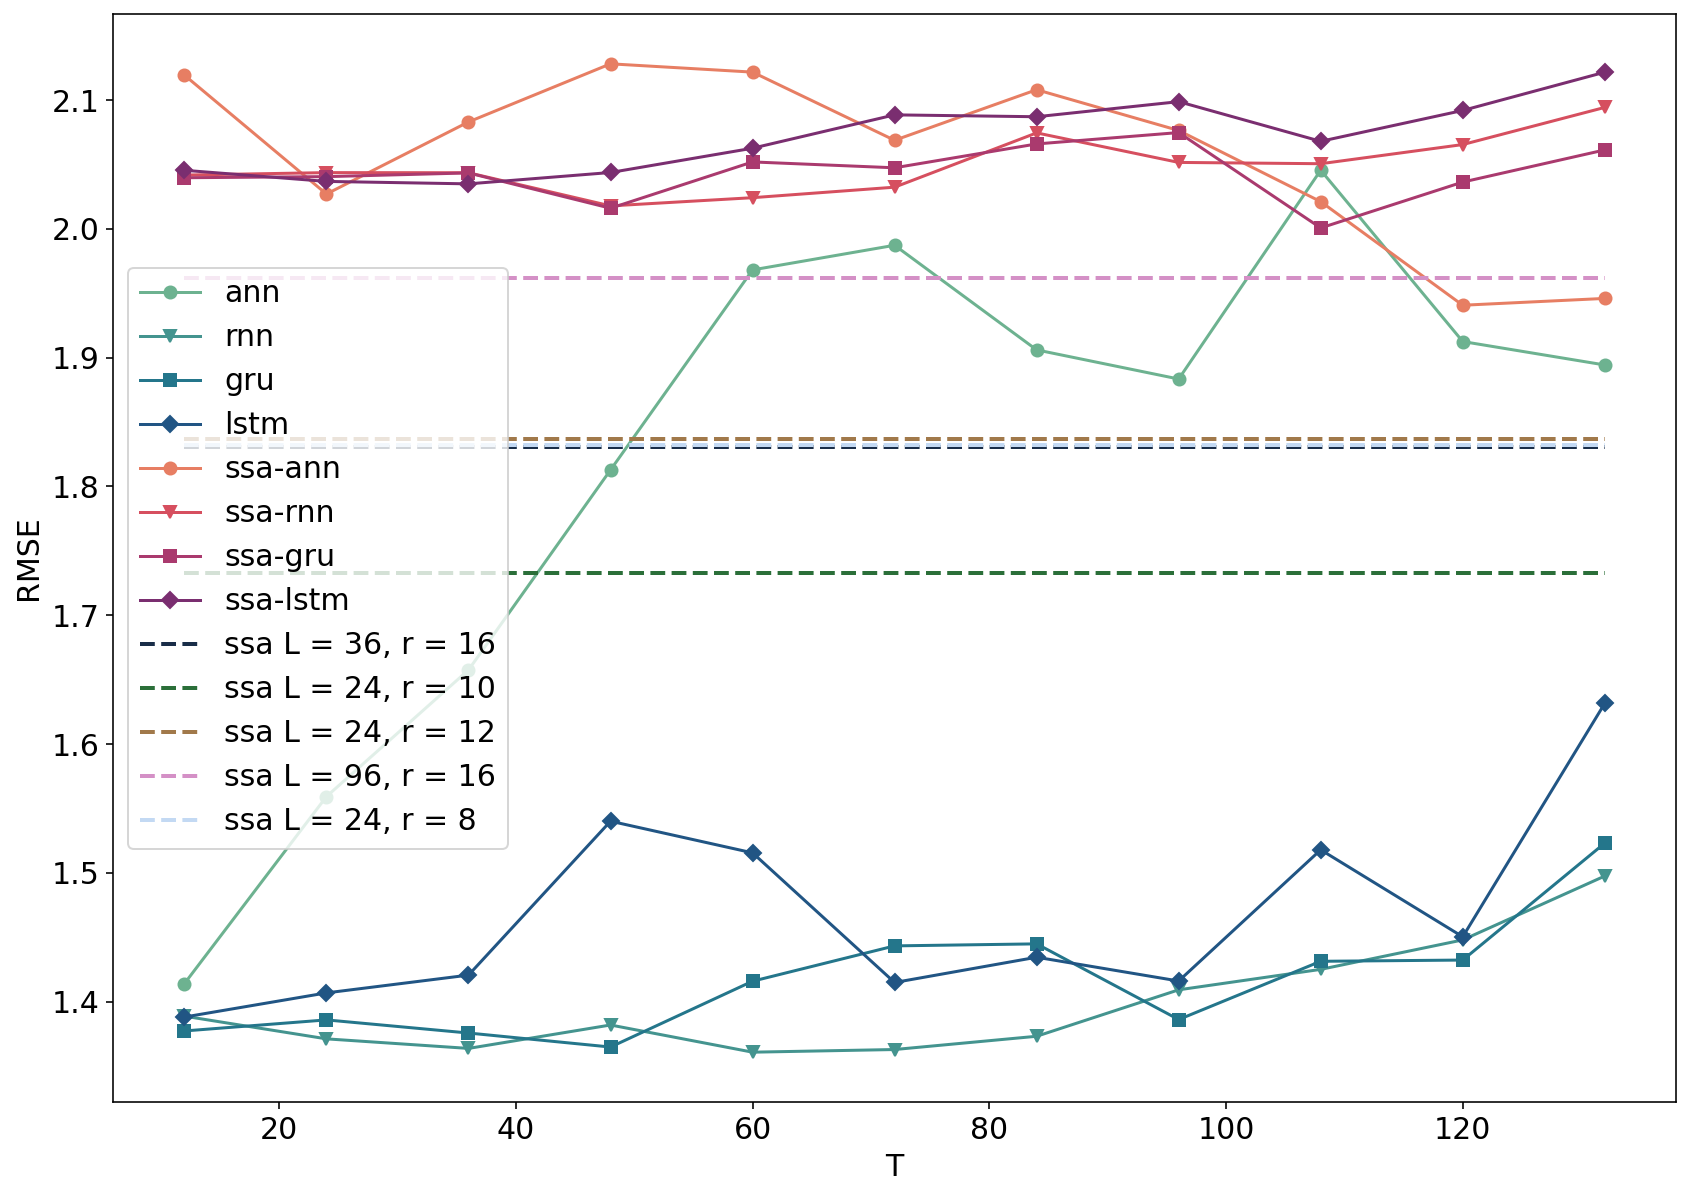 2.1
2.0
1.9
1.8
1.7
1.6
1.5
1.4
RMSE
ann
rnn
gru
lstm
ssa-ann
ssa-rnn
ssa-gru
ssa-lstm
ssa L = 36, r = 16
ssa L = 24, r = 10
ssa L = 24, r = 12
ssa L = 96, r = 16
ssa L = 24, r = 8
20 40 60 80 100 120
T